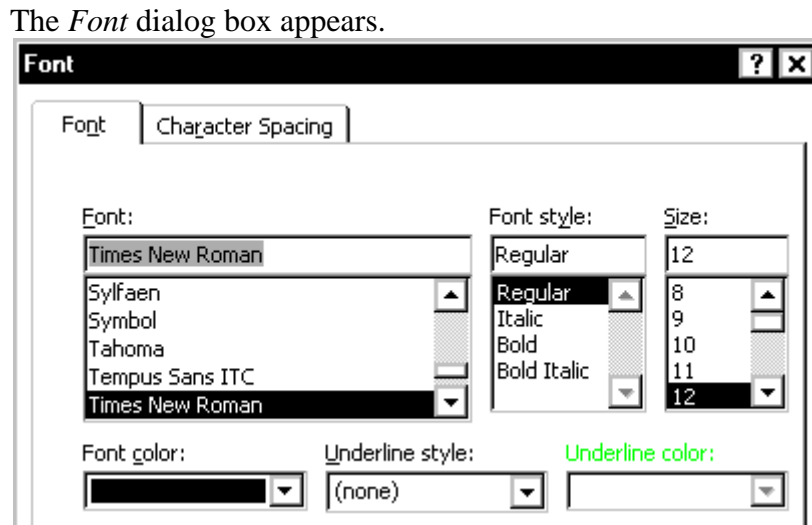 The Font dialog box appears.
Font ? X
Font Character Spacing
Font: Font style: Size:
Times New Roman Regular 12
Sylfaen Regular 8
Symbol Italic 9
Tahoma Bold 10
Tempus Sans ITC Bold Italic 11
Times New Roman 12
Font color: Underline style: Underline color:
(none)